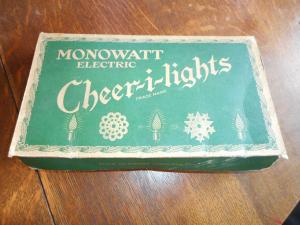 MONOWATT
ELECTRIC
Cheer-i-lights
TRADE MARK